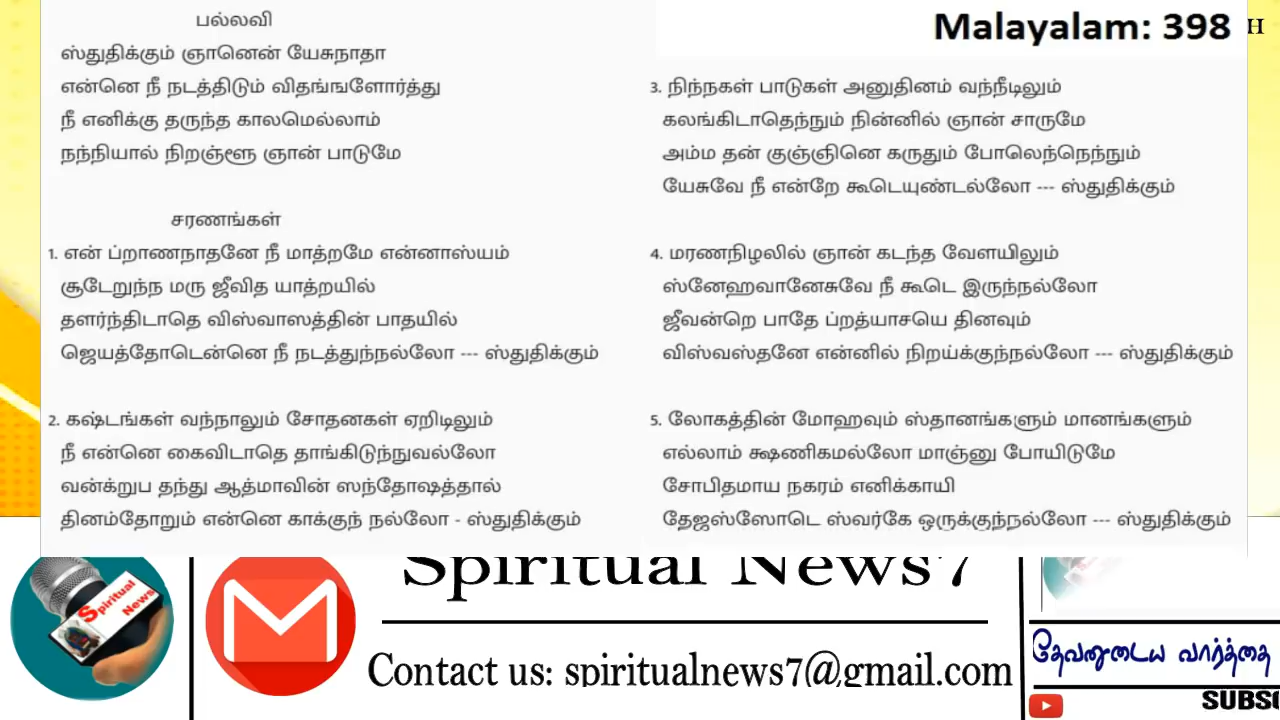 Malayalam: 398
H
பல்லவி
ஸ்துதிக்கும் ஞானென் யேசுநாதா
என்னெ நீ நடத்திடும் விதங்ஙளோர்த்து
நீ எனிக்கு தருந்த காலமெல்லாம்
நந்நியால் நிறஞ்ளூ ஞான் பாடுமே
சரணங்கள்
1. என் ப்ராணநாதனே நீ மாத்றமே என்னாஸ்யம்
சூடேறுந்ந மரு ஜீவித யாத்றயில்
தளர்ந்திடாதெ விஸ்வாஸத்தின் பாதயில்
ஜெயத்தோடென்னெ நீ நடத்துந்நல்லோ --- ஸ்துதிக்கும்
2. கஷ்டங்கள் வந்நாலும் சோதனகள் ஏறிடிலும்
நீ என்னெ கைவிடாதெ தாங்கிடுந்நுவல்லோ
வன்க்றுப தந்து ஆத்மாவின் ஸந்தோஷத்தால்
தினம்தோறும் என்னெ காக்குந் நல்லோ - ஸ்துதிக்கும்
3. நிந்நகள் பாடுகள் அனுதினம் வந்நீடிலும்
கலங்கிடாதெந்நும் நின்னில் ஞான் சாருமே
அம்ம தன் குஞ்ஞினெ கருதும் போலெந்நெந்நும்
யேசுவே நீ என்றே கூடெயுண்டல்லோ --- ஸ்துதிக்கும்
4. மரணநிழலில் ஞான் கடந்த வேளயிலும்
ஸ்னேஹவானேசுவே நீ கூடெ இருந்நல்லோ
ஜீவன்றெ பாதே ப்றத்யாசயெ தினவும்
விஸ்வஸ்தனே என்னில் நிறய்க்குந்நல்லோ --- ஸ்துதிக்கும்
5. லோகத்தின் மோஹவும் ஸ்தானங்களும் மானங்களும்
எல்லாம் க்ஷணிகமல்லோ மாஞ்னு போயிடுமே
சோபிதமாய நகரம் எனிக்காயி
தேஜஸ்ஸோடெ ஸ்வர்கே ஒருக்குந்நல்லோ --- ஸ்துதிக்கும்
Spiritual News
Spiritual News7
Contact us: spiritualnews7@gmail.com
தேவனுடைய வார்த்தை
SUBSC